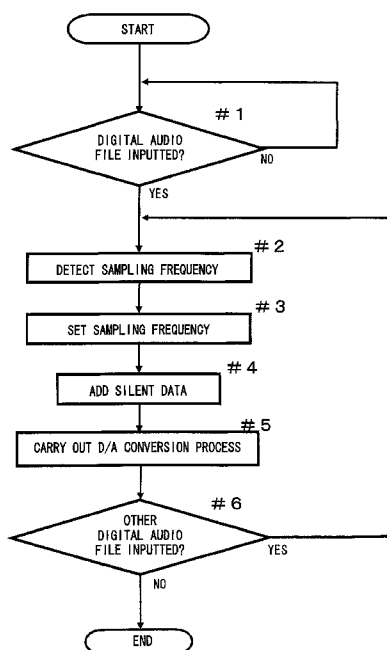 START
#1
DIGITAL AUDIO
FILE INPUTTED?
NO
YES
#2
DETECT SAMPLING FREQUENCY
#3
SET SAMPLING FREQUENCY
#4
ADD SILENT DATA
#5
CARRY OUT D/A CONVERSION PROCESS
#6
OTHER
DIGITAL AUDIO
FILE INPUTTED?
YES
NO
END